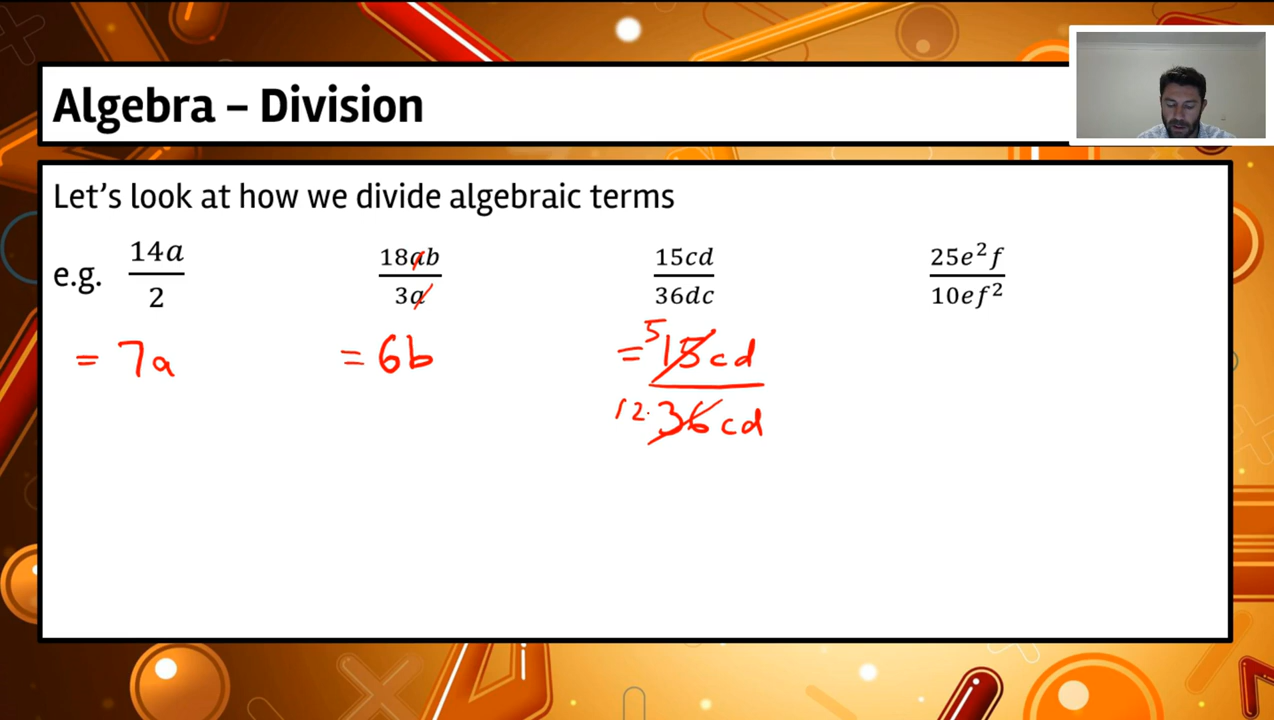 Algebra – Division
Let's look at how we divide algebraic terms
e.g. 14a/2 18ab/3a 15cd/36dc 25e²f/10ef²
= 7a = 6b = 5 15cd
12 36cd